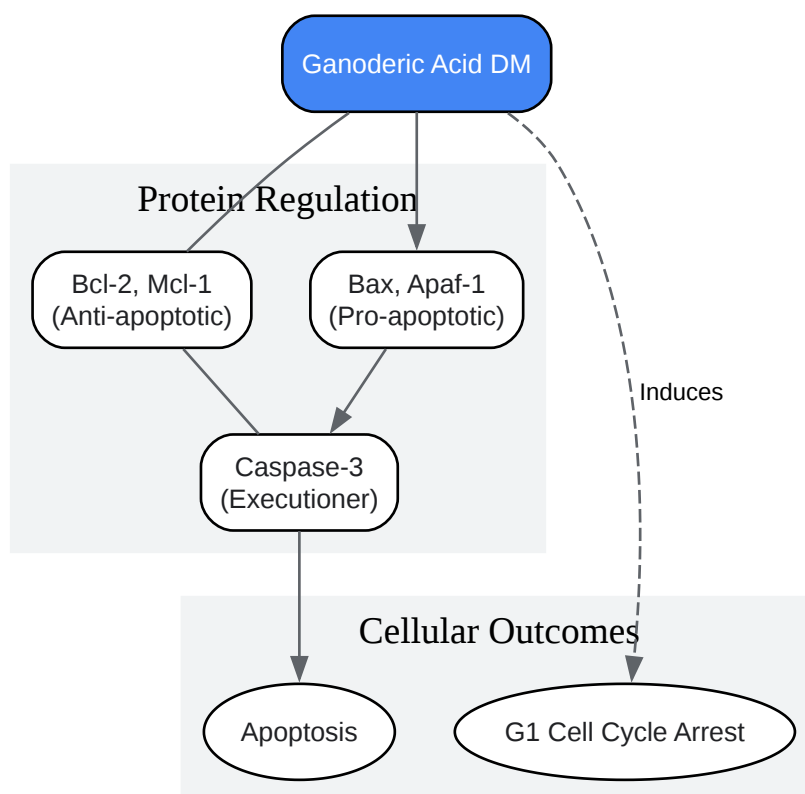 Ganoderic Acid DM
Protein Regulation
Bcl-2, Mcl-1
(Anti-apoptotic)
Bax, Apaf-1
(Pro-apoptotic)
Induces
Caspase-3
(Executioner)
Cellular Outcomes
Apoptosis
G1 Cell Cycle Arrest